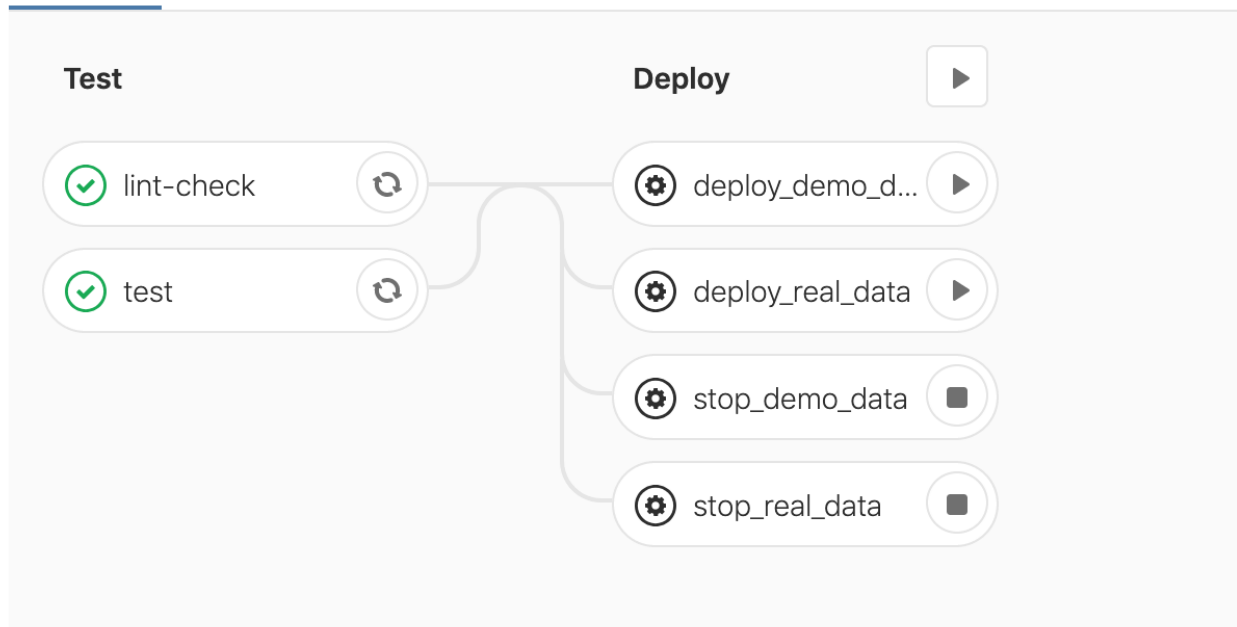 Test
Deploy
lint-check
test
deploy_demo_d...
deploy_real_data
stop_demo_data
stop_real_data